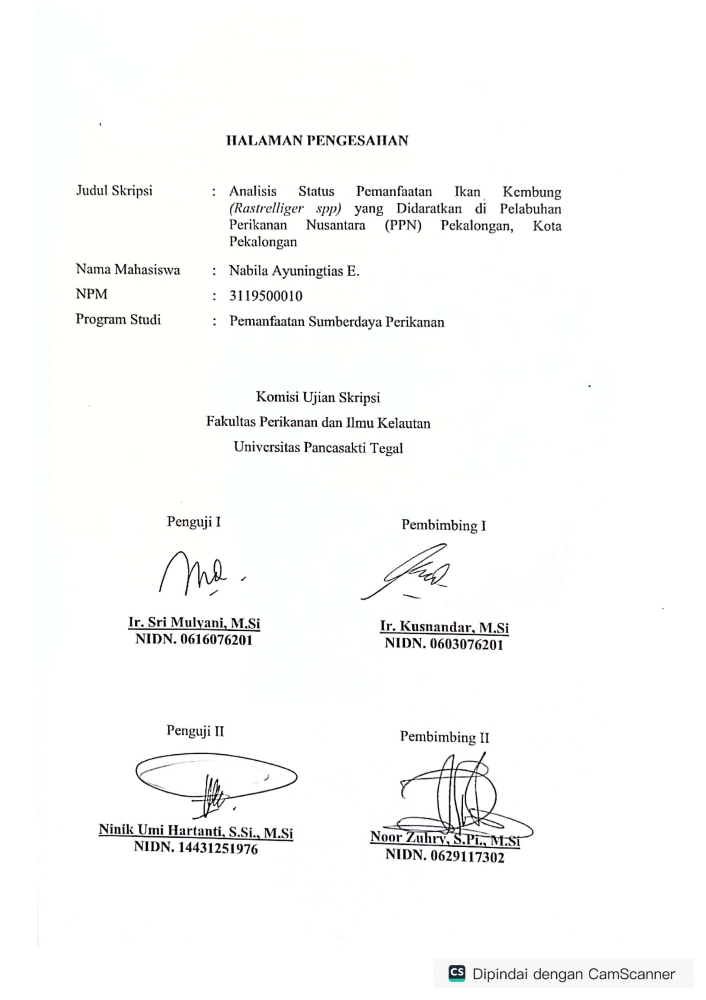 HALAMAN PENGESAHAN
Judul Skripsi : Analisis Status Pemanfaatan Ikan Kembung
(Rastrelliger spp) yang Didaratkan di Pelabuhan
Perikanan Nusantara (PPN) Pekalongan, Kota
Pekalongan
Nama Mahasiswa : Nabila Ayuningtias E.
NPM : 3119500010
Program Studi : Pemanfaatan Sumberdaya Perikanan
Komisi Ujian Skripsi
Fakultas Perikanan dan Ilmu Kelautan
Universitas Pancasakti Tegal
Penguji I
Ir. Sri Mulyani, M.Si
NIDN. 0616076201
Pembimbing I
Ir. Kusnandar, M.Si
NIDN. 0603076201
Penguji II
Ninik Umi Hartanti, S.Si., M.Si
NIDN. 14431251976
Pembimbing II
Noor Zuhry, S.Pi., M.Si
NIDN. 0629117302
CS Dipindai dengan CamScanner